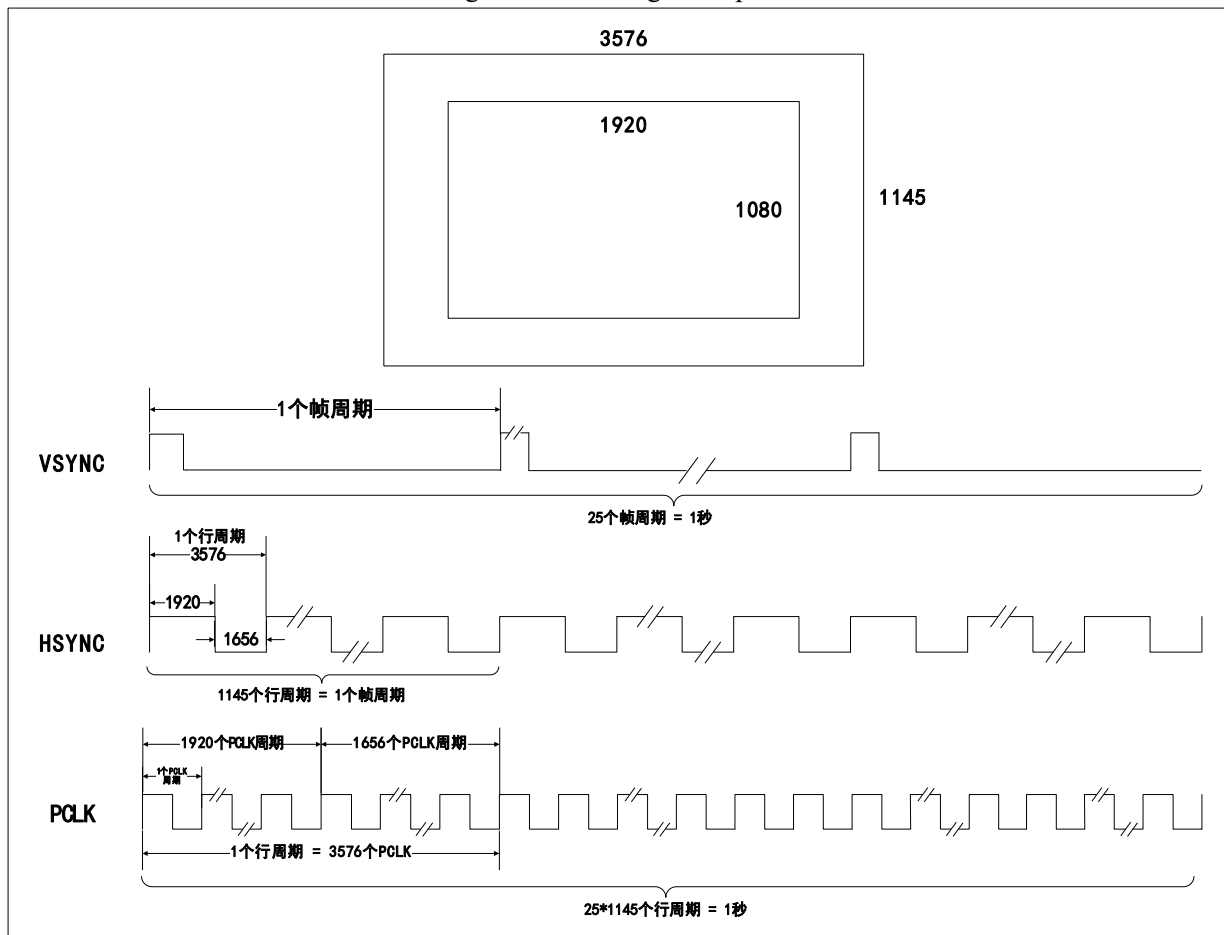 3576
1920
1080
1145
1个帧周期
VSYNC
25个帧周期 = 1秒
1个行周期
3576
1920
1656
HSYNC
1145个行周期 = 1个帧周期
1920个PCLK周期
1656个PCLK周期
1个PCLK
周期
PCLK
1个行周期 = 3576个PCLK
25*1145个行周期 = 1秒